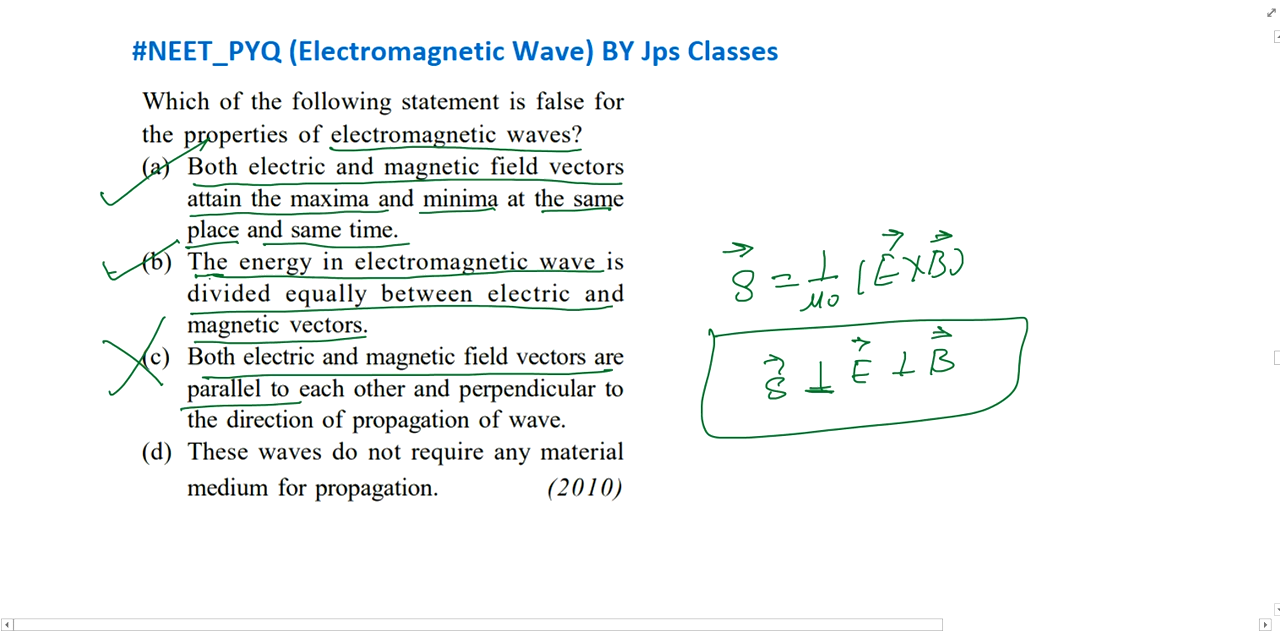 #NEET_PYQ (Electromagnetic Wave) BY Jps Classes
Which of the following statement is false for
the properties of electromagnetic waves?
(a) Both electric and magnetic field vectors
attain the maxima and minima at the same
place and same time.
(b) The energy in electromagnetic wave is
divided equally between electric and
magnetic vectors.
(c) Both electric and magnetic field vectors are
parallel to each other and perpendicular to
the direction of propagation of wave.
(d) These waves do not require any material
medium for propagation. (2010)
S⃗ = 1/μ0 (E⃗ × B⃗)
S⃗ ⊥ E⃗ ⊥ B⃗